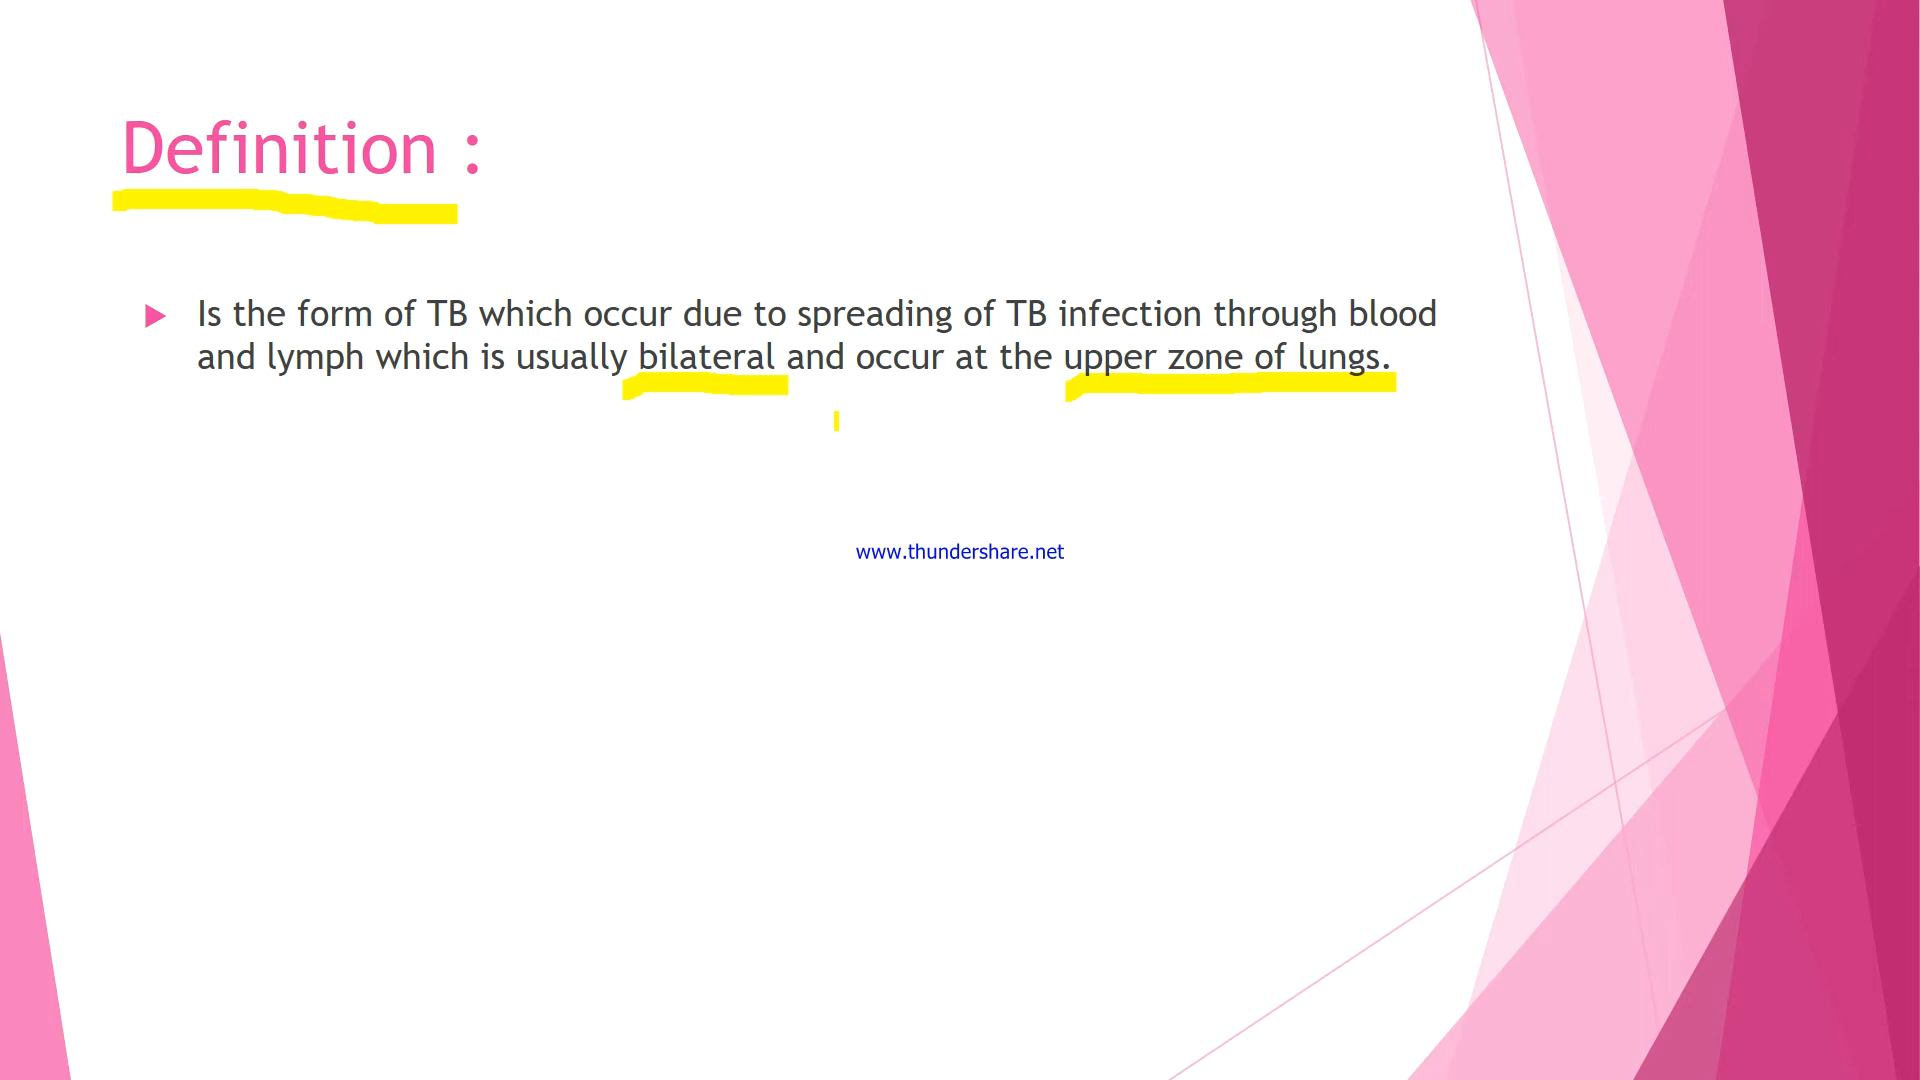 Definition :
Is the form of TB which occur due to spreading of TB infection through blood
and lymph which is usually bilateral and occur at the upper zone of lungs.
www.thundershare.net